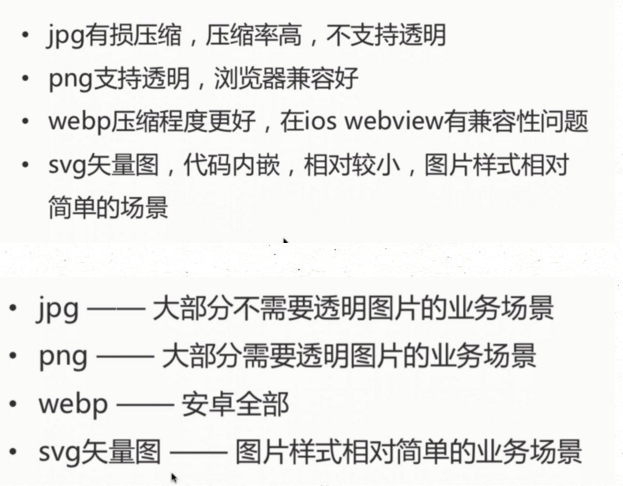 • jpg有损压缩，压缩率高，不支持透明
• png支持透明，浏览器兼容好
• webp压缩程度更好，在ios webview有兼容性问题
• svg矢量图，代码内嵌，相对较小，图片样式相对
简单的场景
• jpg —— 大部分不需要透明图片的业务场景
• png —— 大部分需要透明图片的业务场景
• webp —— 安卓全部
• svg矢量图 —— 图片样式相对简单的业务场景